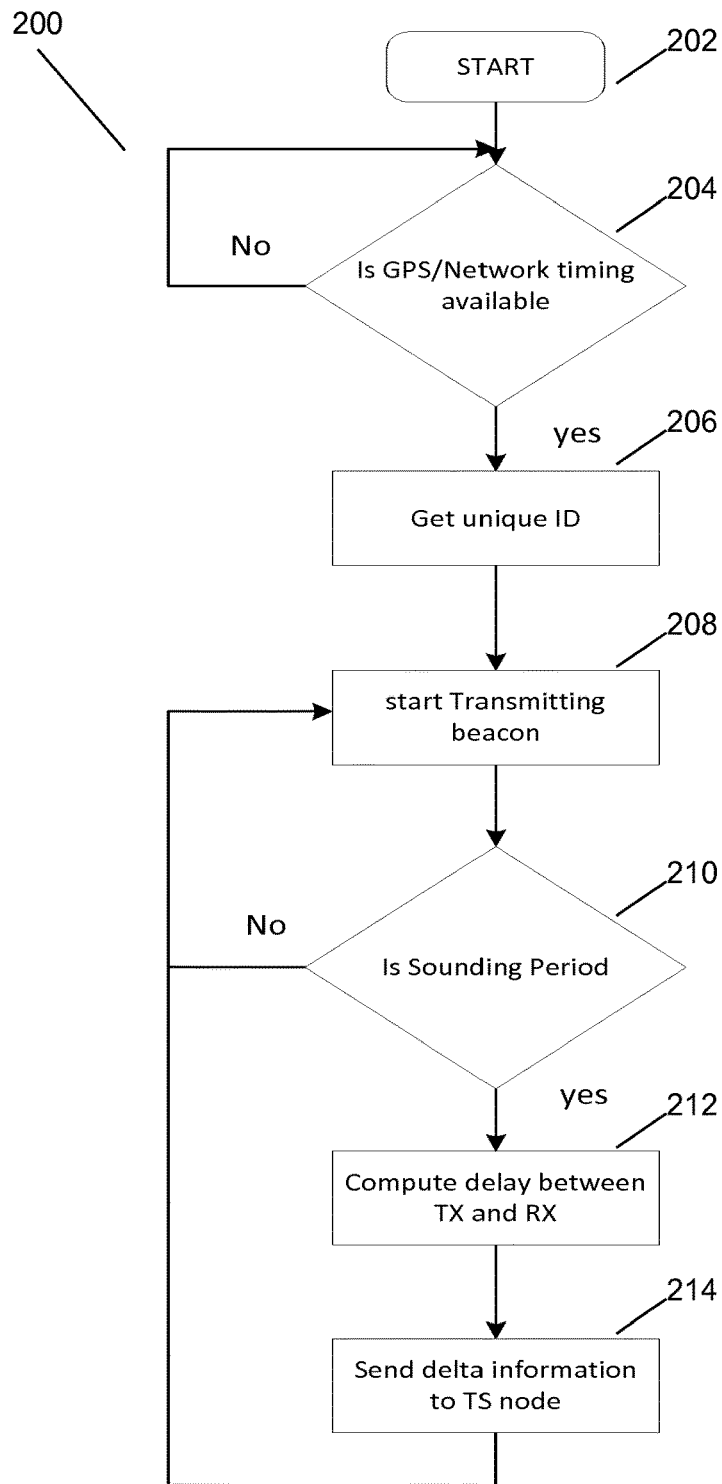 200
START
202
204
No
Is GPS/Network timing
available
yes
206
Get unique ID
208
start Transmitting
beacon
210
No
Is Sounding Period
yes
212
Compute delay between
TX and RX
214
Send delta information
to TS node